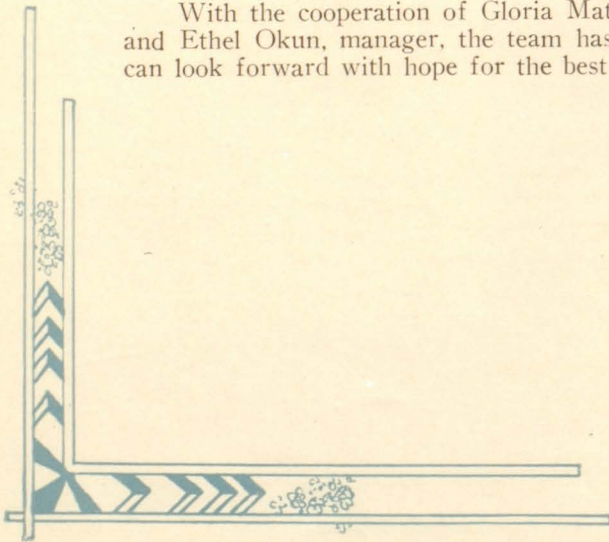 With the cooperation of Gloria Mat
and Ethel Okun, manager, the team has
can look forward with hope for the best